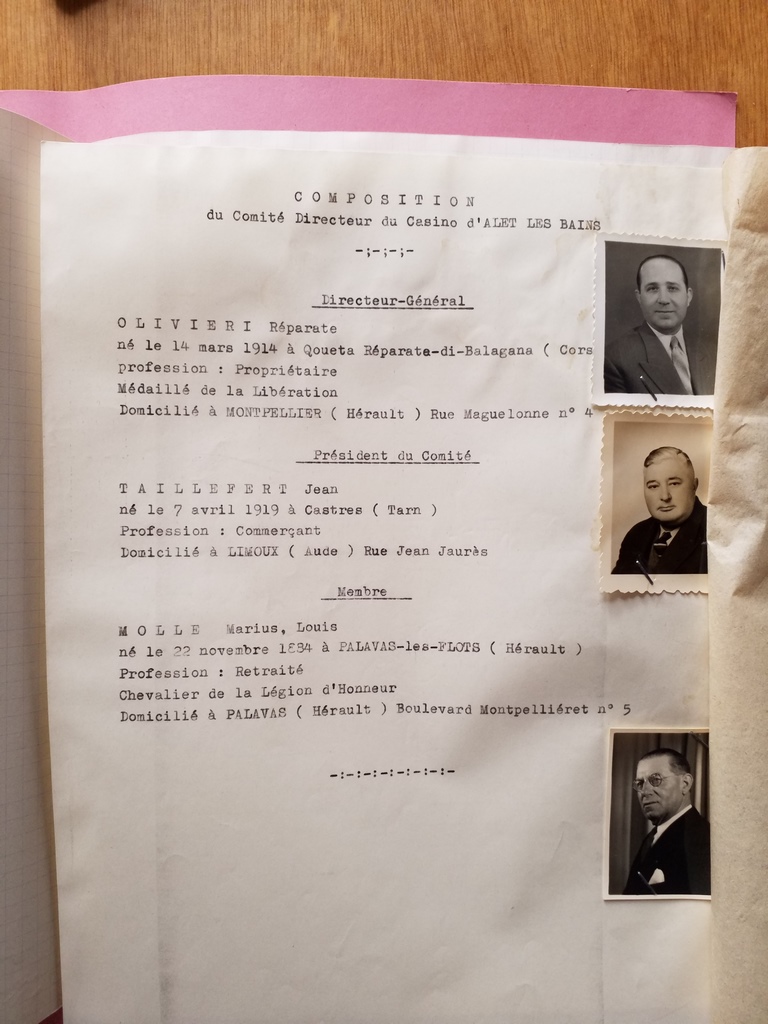 C O M P O S I T I O N
du Comité Directeur du Casino d'ALET LES BAINS
-;-;-;-
Directeur-Général
O L I V I E R I Réparate
né le 14 mars 1914 à Qoueta Réparata-di-Balagana ( Cors
profession : Propriétaire
Médaillé de la Libération
Domicilié à MONTPELLIER ( Hérault ) Rue Maguelonne n° 4
Président du Comité
T A I L L E F E R T Jean
né le 7 avril 1919 à Castres ( Tarn )
Profession : Commerçant
Domicilié à LIMOUX ( Aude ) Rue Jean Jaurès
Membre
M O L L E Marius, Louis
né le 22 novembre 1884 à PALAVAS-les-FLOTS ( Hérault )
Profession : Retraité
Chevalier de la Légion d'Honneur
Domicilié à PALAVAS ( Hérault ) Boulevard Montpelliéret n° 5
-:-:-:-:-:-:-:-